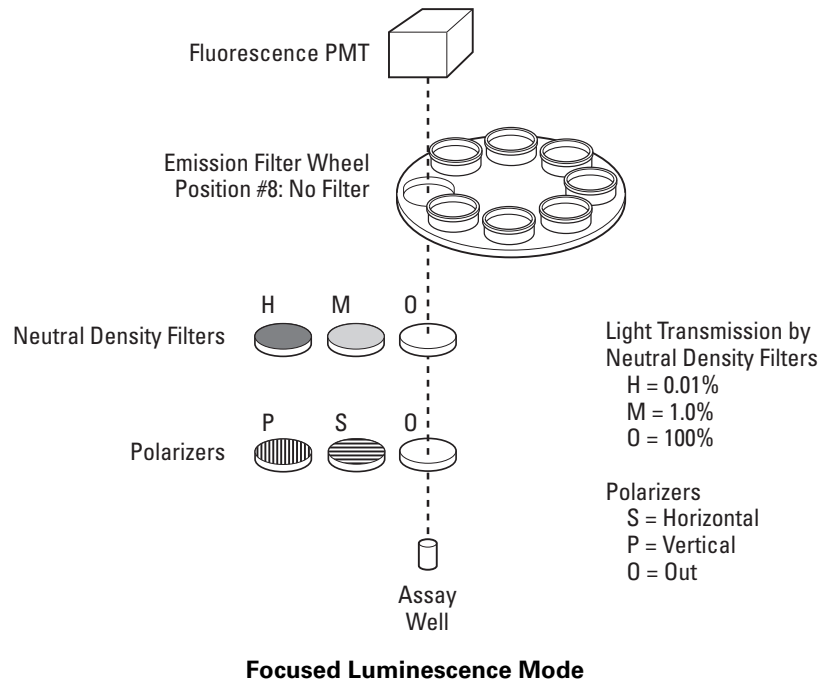 Fluorescence PMT
Emission Filter Wheel
Position #8: No Filter
H M O
Neutral Density Filters
P S O
Polarizers
Light Transmission by
Neutral Density Filters
H = 0.01%
M = 1.0%
O = 100%
Polarizers
S = Horizontal
P = Vertical
O = Out
Assay
Well
Focused Luminescence Mode